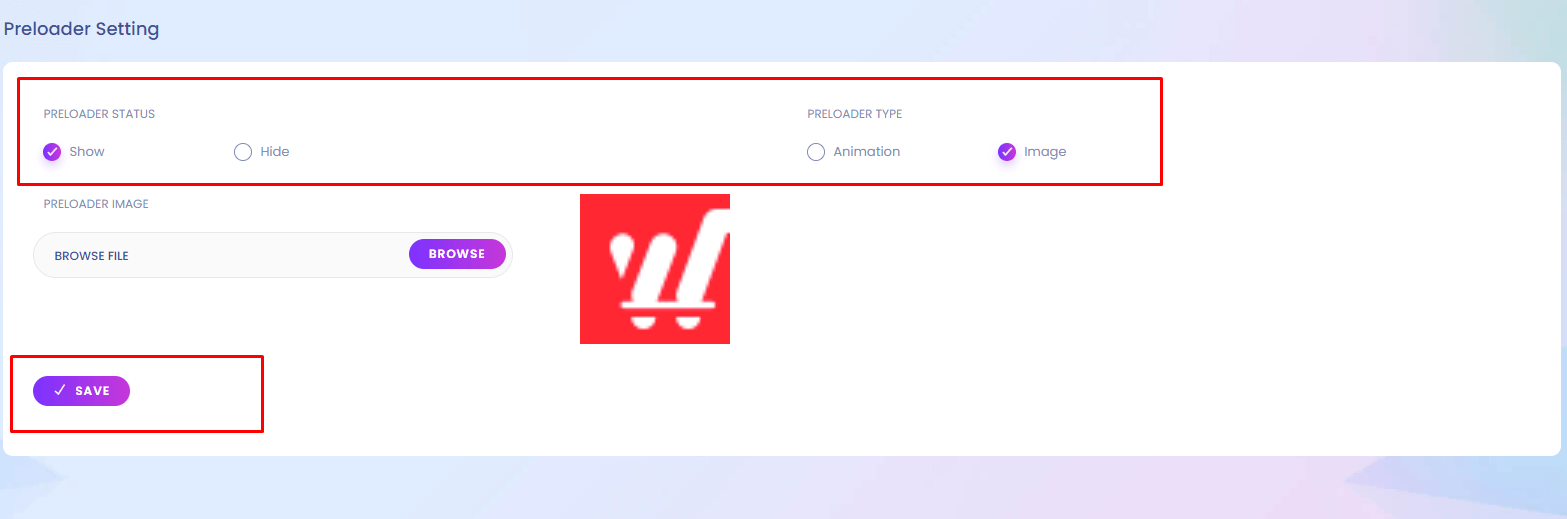 Preloader Setting
PRELOADER STATUS
PRELOADER TYPE
Show
Hide
Animation
Image
PRELOADER IMAGE
BROWSE FILE
BROWSE
SAVE